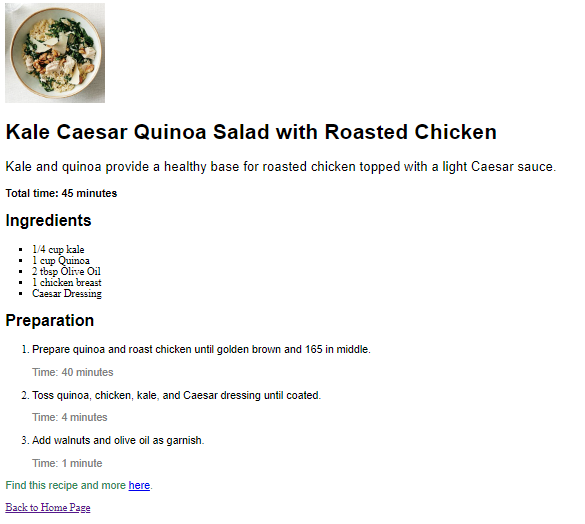 Kale Caesar Quinoa Salad with Roasted Chicken
Kale and quinoa provide a healthy base for roasted chicken topped with a light Caesar sauce.
Total time: 45 minutes
Ingredients
1/4 cup kale
1 cup Quinoa
2 tbsp Olive Oil
1 chicken breast
Caesar Dressing
Preparation
1. Prepare quinoa and roast chicken until golden brown and 165 in middle.
Time: 40 minutes
2. Toss quinoa, chicken, kale, and Caesar dressing until coated.
Time: 4 minutes
3. Add walnuts and olive oil as garnish.
Time: 1 minute
Find this recipe and more here.
Back to Home Page